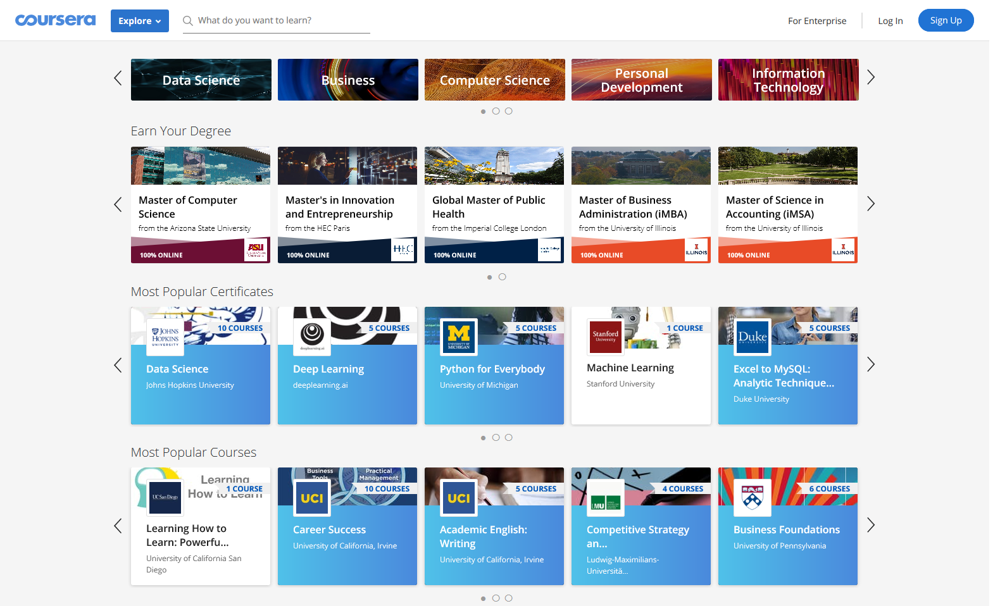 coursera
Explore
What do you want to learn?
For Enterprise
Log In
Sign Up
Data Science
Business
Computer Science
Personal
Development
Information
Technology
Earn Your Degree
Master of Computer
Science
from the Arizona State University
100% ONLINE
ASU
Master's in Innovation
and Entrepreneurship
from the HEC Paris
100% ONLINE
HEC
Global Master of Public
Health
from the Imperial College London
100% ONLINE
Master of Business
Administration (iMBA)
from the University of Illinois
100% ONLINE
ILLINOIS
Master of Science in
Accounting (iMSA)
from the University of Illinois
100% ONLINE
ILLINOIS
Most Popular Certificates
JOHNS
HOPKINS
UNIVERSITY
10 COURSES
Data Science
Johns Hopkins University
deeplearning.ai
5 COURSES
Deep Learning
deeplearning.ai
M
UNIVERSITY OF
MICHIGAN
5 COURSES
Python for Everybody
University of Michigan
Stanford
University
1 COURSE
Machine Learning
Stanford University
Duke
UNIVERSITY
5 COURSES
Excel to MySQL:
Analytic Technique...
Duke University
Most Popular Courses
Learning
How to Learn
UC San Diego
1 COURSE
Learning How to
Learn: Powerfu...
University of California San
Diego
Business
Tools
Practical
Management
UCI
10 COURSES
Career Success
University of California, Irvine
UCI
5 COURSES
Academic English:
Writing
University of California, Irvine
LMU
4 COURSES
Competitive Strategy
an...
Ludwig-Maximilians-
Universitä...
6 COURSES
Business Foundations
University of Pennsylvania